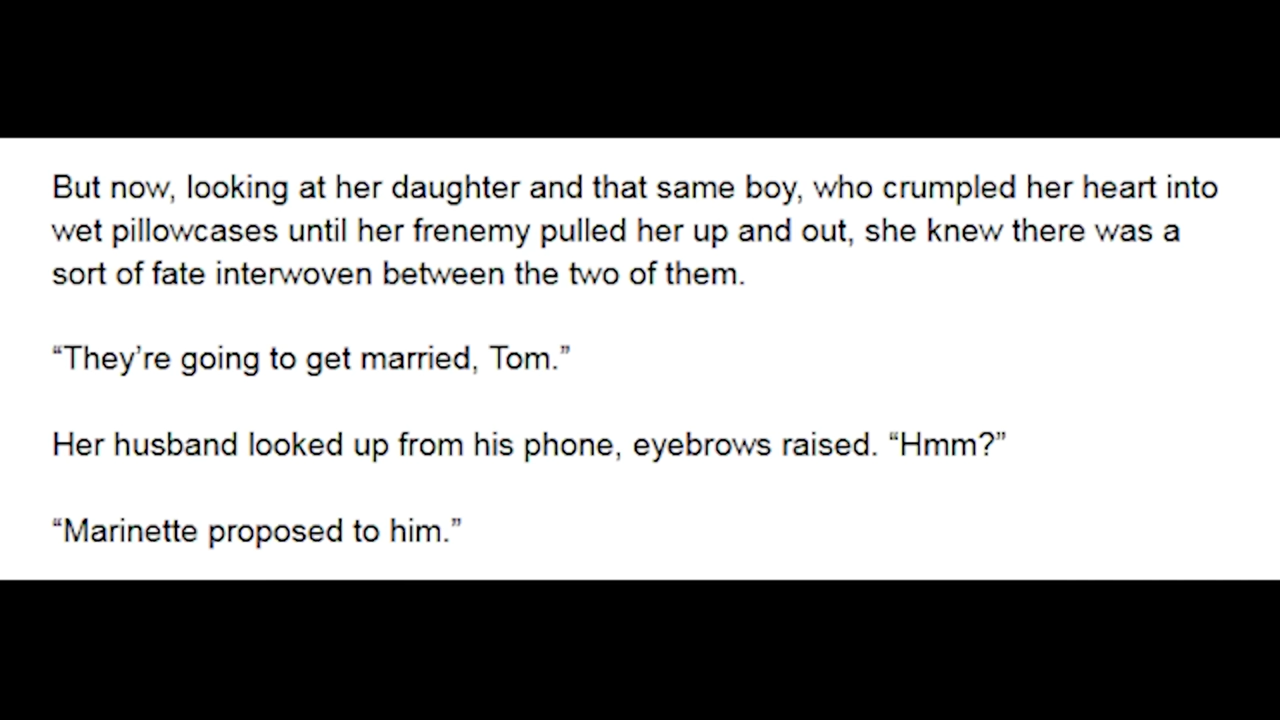 But now, looking at her daughter and that same boy, who crumpled her heart into
wet pillowcases until her frenemy pulled her up and out, she knew there was a
sort of fate interwoven between the two of them.
“They’re going to get married, Tom.”
Her husband looked up from his phone, eyebrows raised. “Hmm?”
“Marinette proposed to him.”